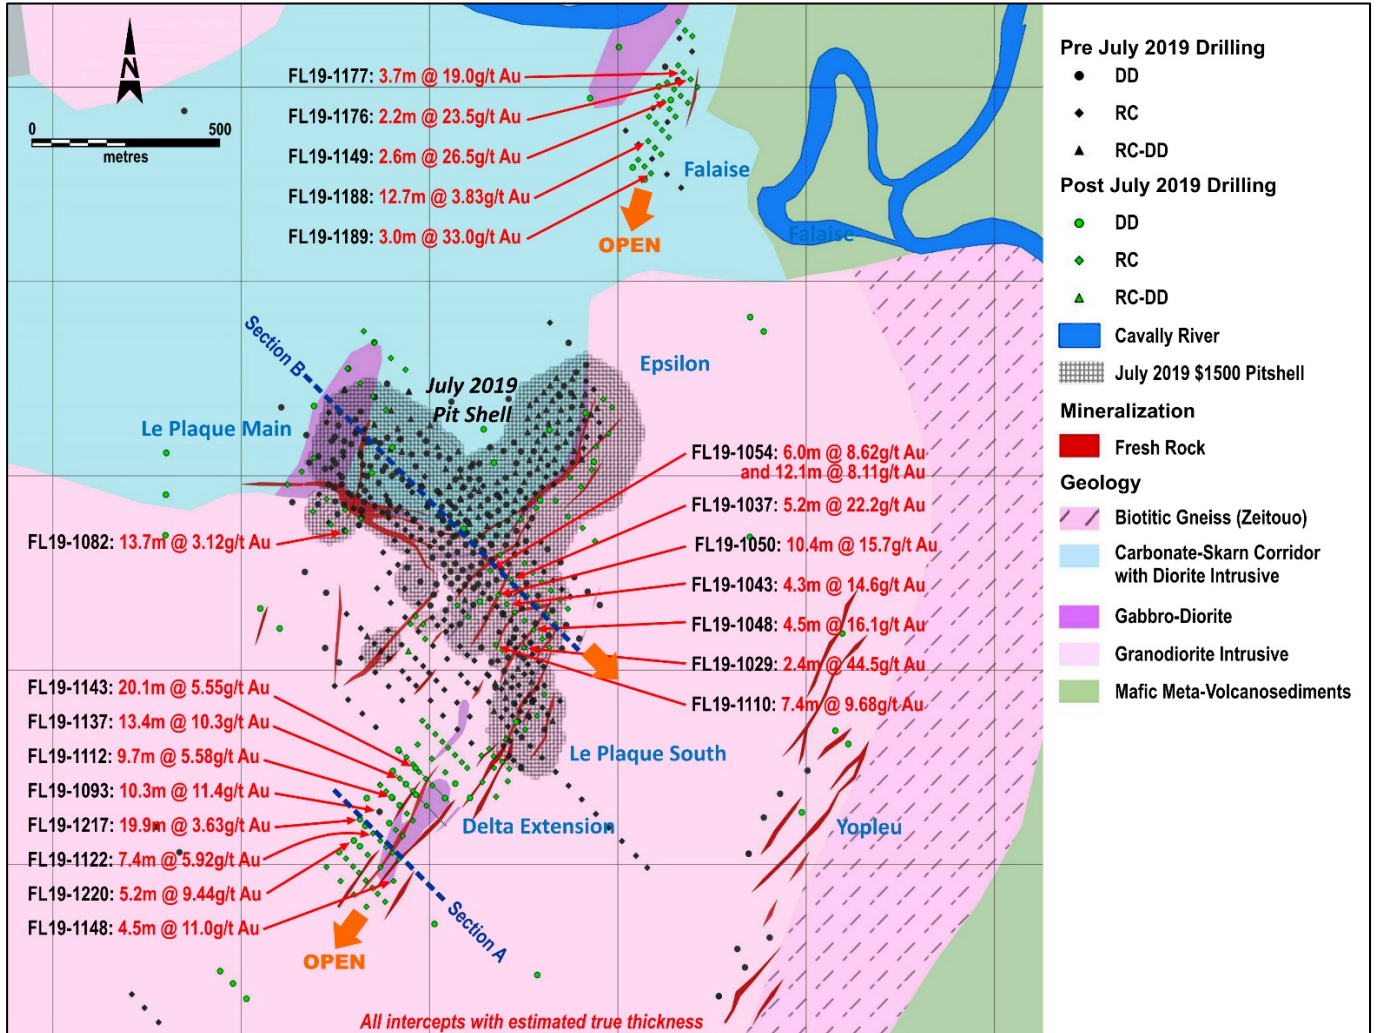 N
0 500
metres
FL19-1177: 3.7m @ 19.0g/t Au
FL19-1176: 2.2m @ 23.5g/t Au
FL19-1149: 2.6m @ 26.5g/t Au
FL19-1188: 12.7m @ 3.83g/t Au
FL19-1189: 3.0m @ 33.0g/t Au
Falaise
OPEN
Falaise
Section B
July 2019
Pit Shell
Epsilon
Le Plaque Main
FL19-1054: 6.0m @ 8.62g/t Au
and 12.1m @ 8.11g/t Au
FL19-1037: 5.2m @ 22.2g/t Au
FL19-1050: 10.4m @ 15.7g/t Au
FL19-1043: 4.3m @ 14.6g/t Au
FL19-1048: 4.5m @ 16.1g/t Au
FL19-1029: 2.4m @ 44.5g/t Au
FL19-1110: 7.4m @ 9.68g/t Au
FL19-1082: 13.7m @ 3.12g/t Au
FL19-1143: 20.1m @ 5.55g/t Au
FL19-1137: 13.4m @ 10.3g/t Au
FL19-1112: 9.7m @ 5.58g/t Au
FL19-1093: 10.3m @ 11.4g/t Au
FL19-1217: 19.9m @ 3.63g/t Au
FL19-1122: 7.4m @ 5.92g/t Au
FL19-1220: 5.2m @ 9.44g/t Au
FL19-1148: 4.5m @ 11.0g/t Au
Le Plaque South
Delta Extension
Yopleu
Section A
OPEN
All intercepts with estimated true thickness
Pre July 2019 Drilling
DD
RC
RC-DD
Post July 2019 Drilling
DD
RC
RC-DD
Cavally River
July 2019 $1500 Pitshell
Mineralization
Fresh Rock
Geology
Biotitic Gneiss (Zeitouo)
Carbonate-Skarn Corridor
with Diorite Intrusive
Gabbro-Diorite
Granodiorite Intrusive
Mafic Meta-Volcanosediments